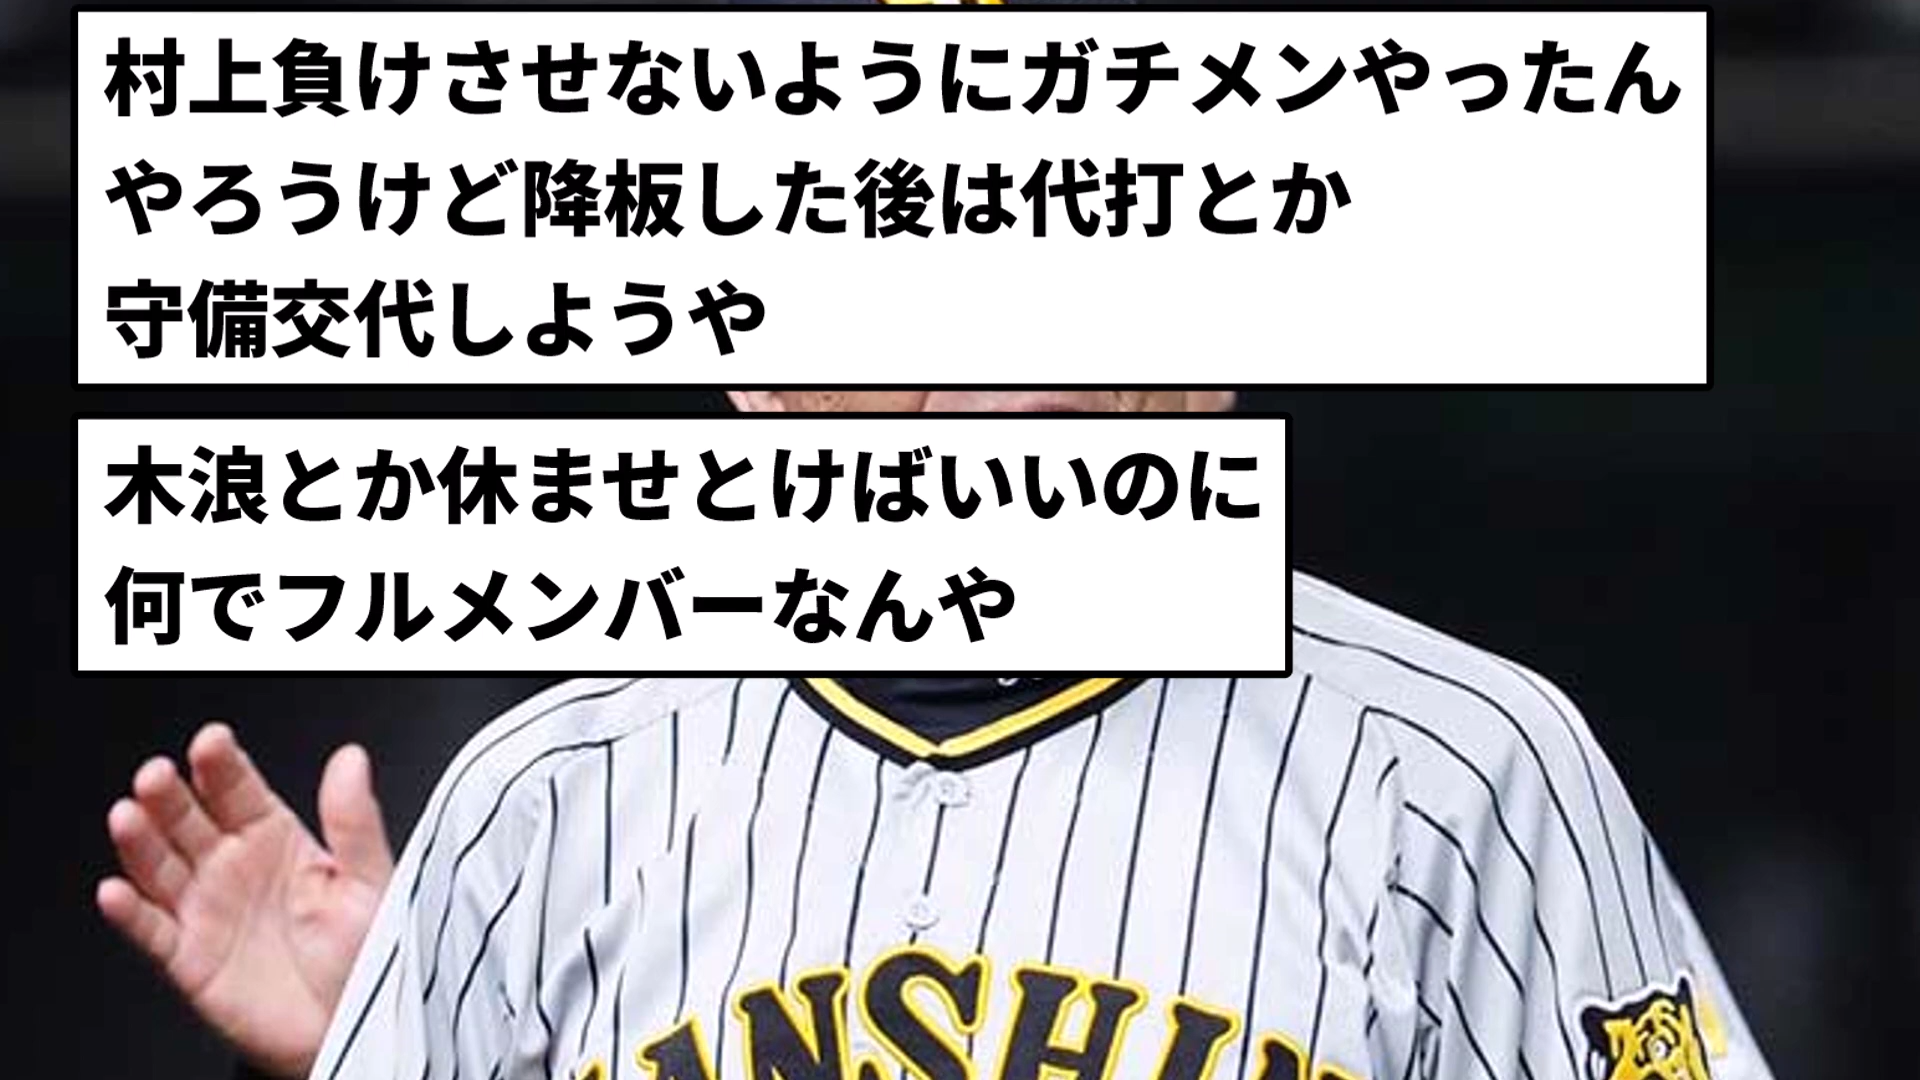 村上負けさせないようにガチメンやったん
やろうけど降板した後は代打とか
守備交代しようや
木浪とか休ませとけばいいのに
何でフルメンバーなんや
ANSHIN